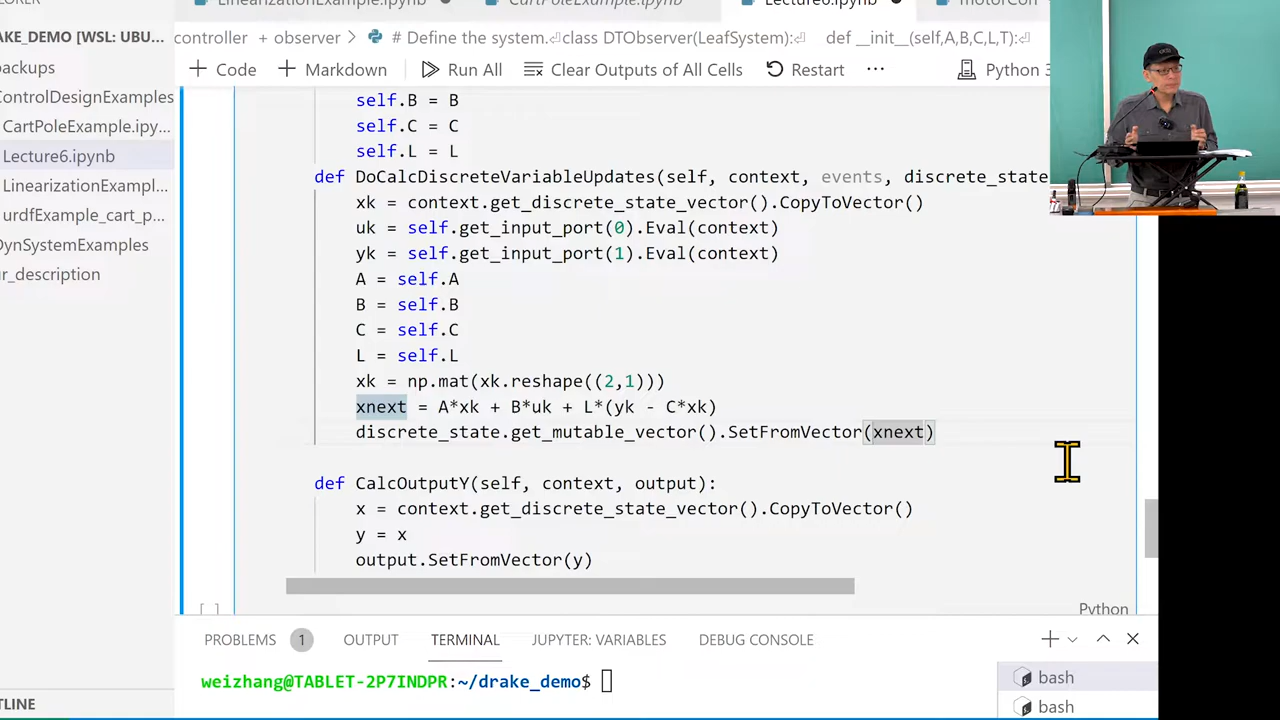 LinearizationExample.ipynb
CartPoleExample.ipynb
Lecture6.ipynb
motorCon
AKE_DEMO [WSL: UBU...
ackups
ControlDesignExamples
CartPoleExample.ipy...
Lecture6.ipynb
LinearizationExampl...
urdfExample_cart_p...
DynSystemExamples
r_description
TLINE
controller + observer > # Define the system.⏎class DTObserver(LeafSystem):⏎ def __init__(self,A,B,C,L,T):⏎
+ Code + Markdown Run All Clear Outputs of All Cells Restart ... Python 3
self.B = B
self.C = C
self.L = L
def DoCalcDiscreteVariableUpdates(self, context, events, discrete_state
xk = context.get_discrete_state_vector().CopyToVector()
uk = self.get_input_port(0).Eval(context)
yk = self.get_input_port(1).Eval(context)
A = self.A
B = self.B
C = self.C
L = self.L
xk = np.mat(xk.reshape((2,1)))
xnext = A*xk + B*uk + L*(yk - C*xk)
discrete_state.get_mutable_vector().SetFromVector(xnext)
def CalcOutputY(self, context, output):
x = context.get_discrete_state_vector().CopyToVector()
y = x
output.SetFromVector(y)
[ ]
Python
PROBLEMS 1 OUTPUT TERMINAL JUPYTER: VARIABLES DEBUG CONSOLE
weizhang@TABLET-2P7INDPR:~/drake_demo$
bash
bash